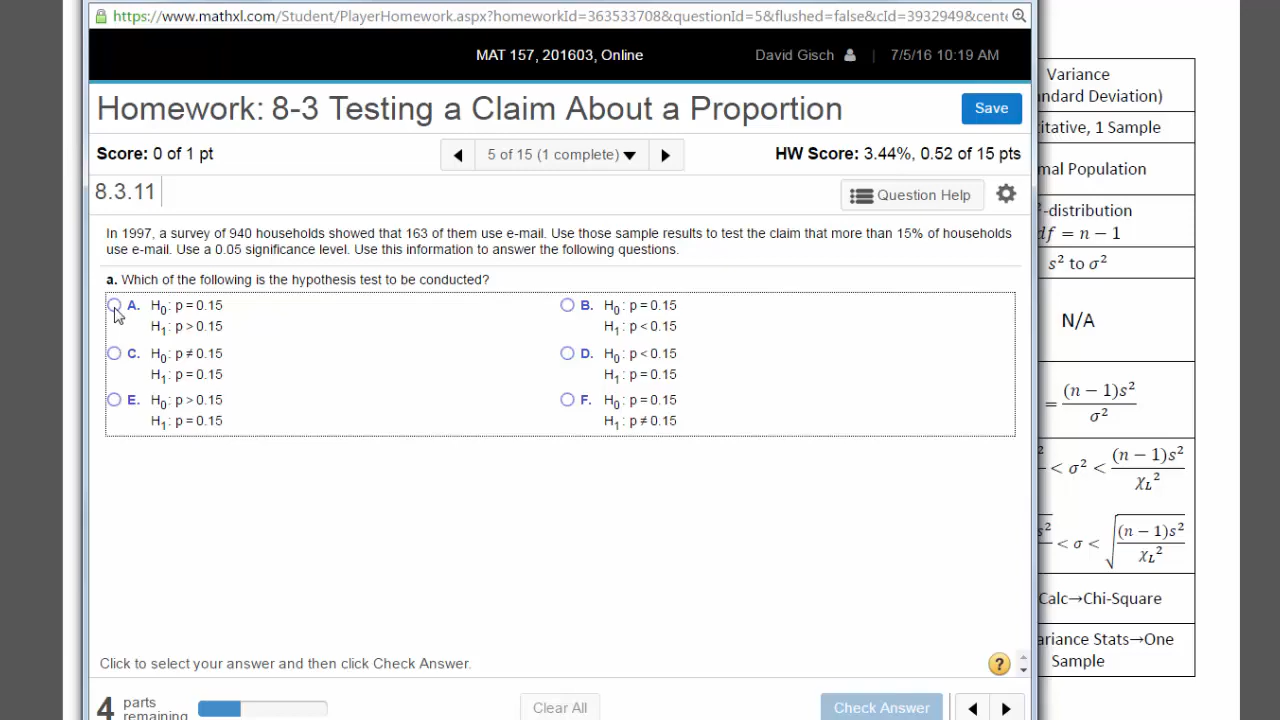 https://www.mathxl.com/Student/PlayerHomework.aspx?homeworkId=363533708&questionId=5&flushed=false&cId=3932949&cente
MAT 157, 201603, Online David Gisch | 7/5/16 10:19 AM
Homework: 8-3 Testing a Claim About a Proportion Save
Score: 0 of 1 pt 5 of 15 (1 complete) HW Score: 3.44%, 0.52 of 15 pts
8.3.11 Question Help
In 1997, a survey of 940 households showed that 163 of them use e-mail. Use those sample results to test the claim that more than 15% of households
use e-mail. Use a 0.05 significance level. Use this information to answer the following questions.
a. Which of the following is the hypothesis test to be conducted?
A. H0: p = 0.15
H1: p > 0.15
B. H0: p = 0.15
H1: p < 0.15
C. H0: p ≠ 0.15
H1: p = 0.15
D. H0: p < 0.15
H1: p = 0.15
E. H0: p > 0.15
H1: p = 0.15
F. H0: p = 0.15
H1: p ≠ 0.15
Click to select your answer and then click Check Answer. ?
4 parts
remaining
Clear All Check Answer
Variance
ndard Deviation)
titative, 1 Sample
mal Population
²-distribution
df = n − 1
s² to σ²
N/A
= (n − 1)s² / σ²
< σ² < (n − 1)s² / χL²
< σ < √((n − 1)s² / χL²)
Calc→Chi-Square
ariance Stats→One
Sample